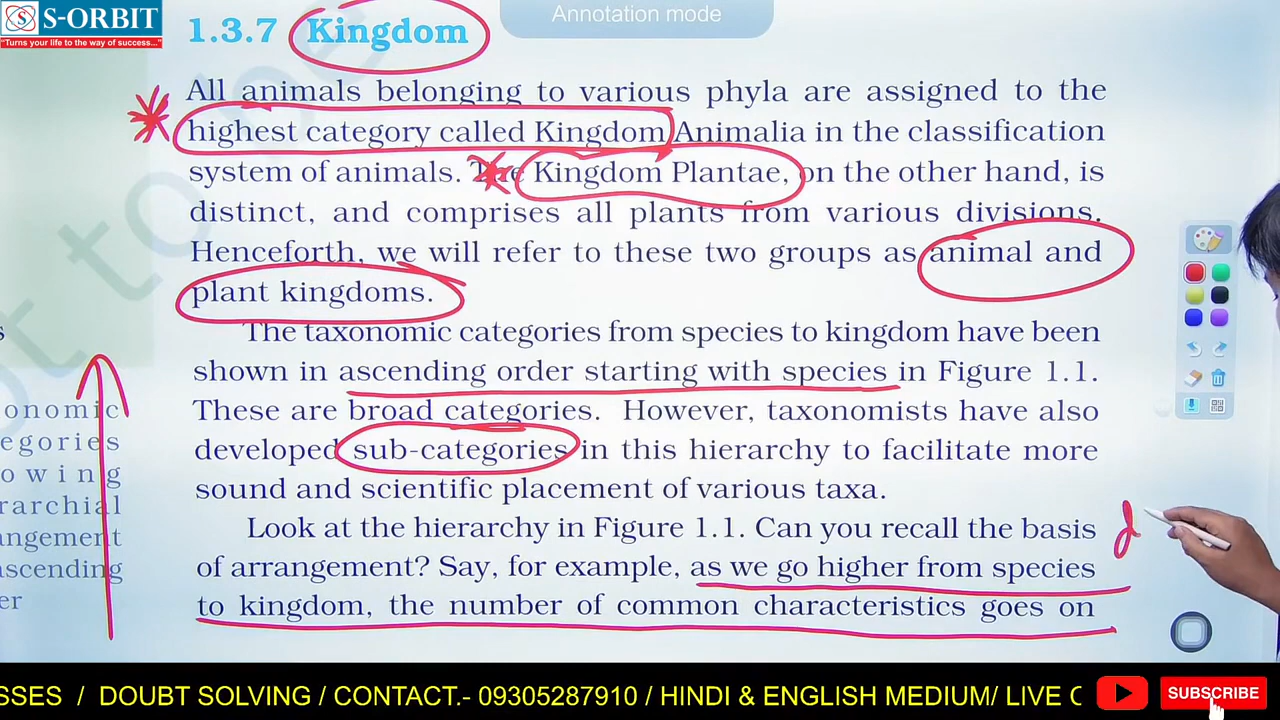 S-ORBIT
"Turns your life to the way of success..."
Annotation mode
1.3.7 Kingdom
All animals belonging to various phyla are assigned to the
highest category called Kingdom Animalia in the classification
system of animals. The Kingdom Plantae, on the other hand, is
distinct, and comprises all plants from various divisions.
Henceforth, we will refer to these two groups as animal and
plant kingdoms.
The taxonomic categories from species to kingdom have been
shown in ascending order starting with species in Figure 1.1.
These are broad categories. However, taxonomists have also
developed sub-categories in this hierarchy to facilitate more
sound and scientific placement of various taxa.
Look at the hierarchy in Figure 1.1. Can you recall the basis
of arrangement? Say, for example, as we go higher from species
to kingdom, the number of common characteristics goes on
onomic
egories
owing
rarchial
angement
ascending
er
SSES / DOUBT SOLVING / CONTACT.- 09305287910 / HINDI & ENGLISH MEDIUM/ LIVE
SUBSCRIBE